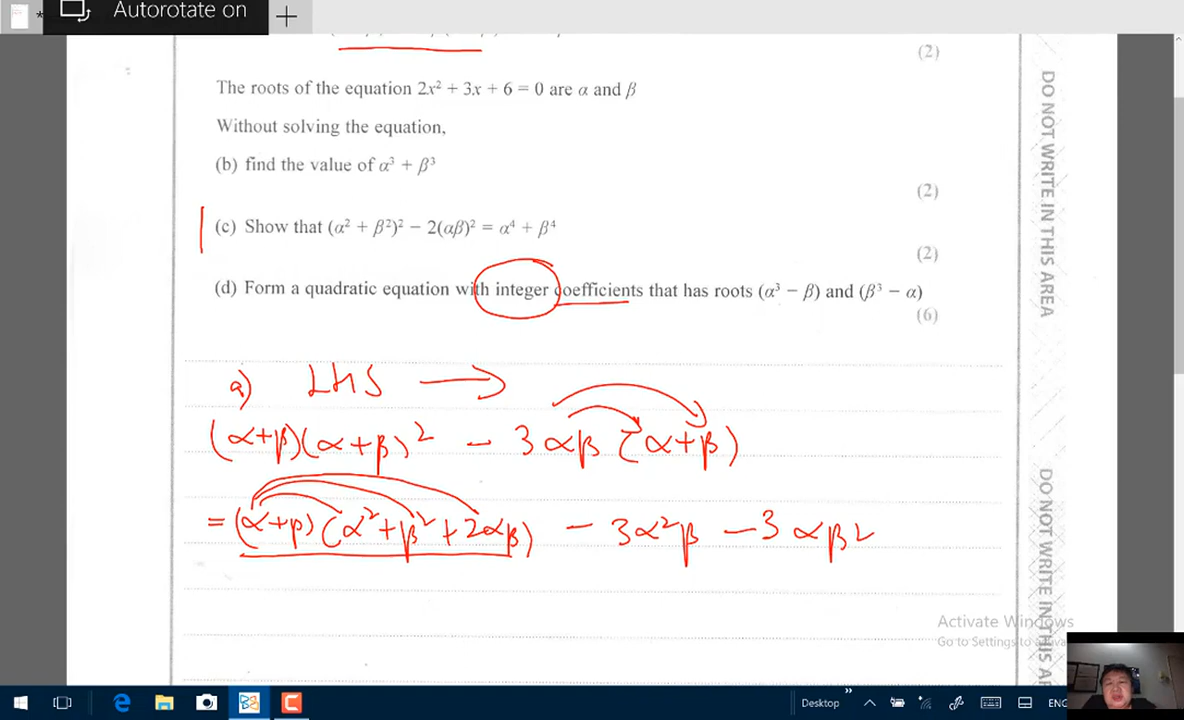 Autorotate on
(2)
The roots of the equation 2x² + 3x + 6 = 0 are α and β
Without solving the equation,
(b) find the value of α³ + β³
(2)
(c) Show that (α² + β²)² − 2(αβ)² = α⁴ + β⁴
(2)
(d) Form a quadratic equation with integer coefficients that has roots (α³ − β) and (β³ − α)
(6)
a) LHS →
(α+β)(α+β)² − 3αβ (α+β)
= (α+β)(α²+β²+2αβ) − 3α²β − 3αβ²
DO NOT WRITE IN THIS AREA
DO NOT WRITE IN THIS AR
Activate Windows
Go to Settings to
Desktop
ENG